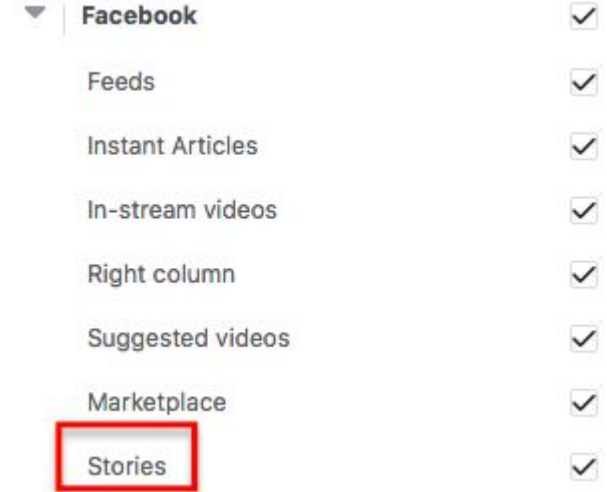 Facebook
Feeds
Instant Articles
In-stream videos
Right column
Suggested videos
Marketplace
Stories